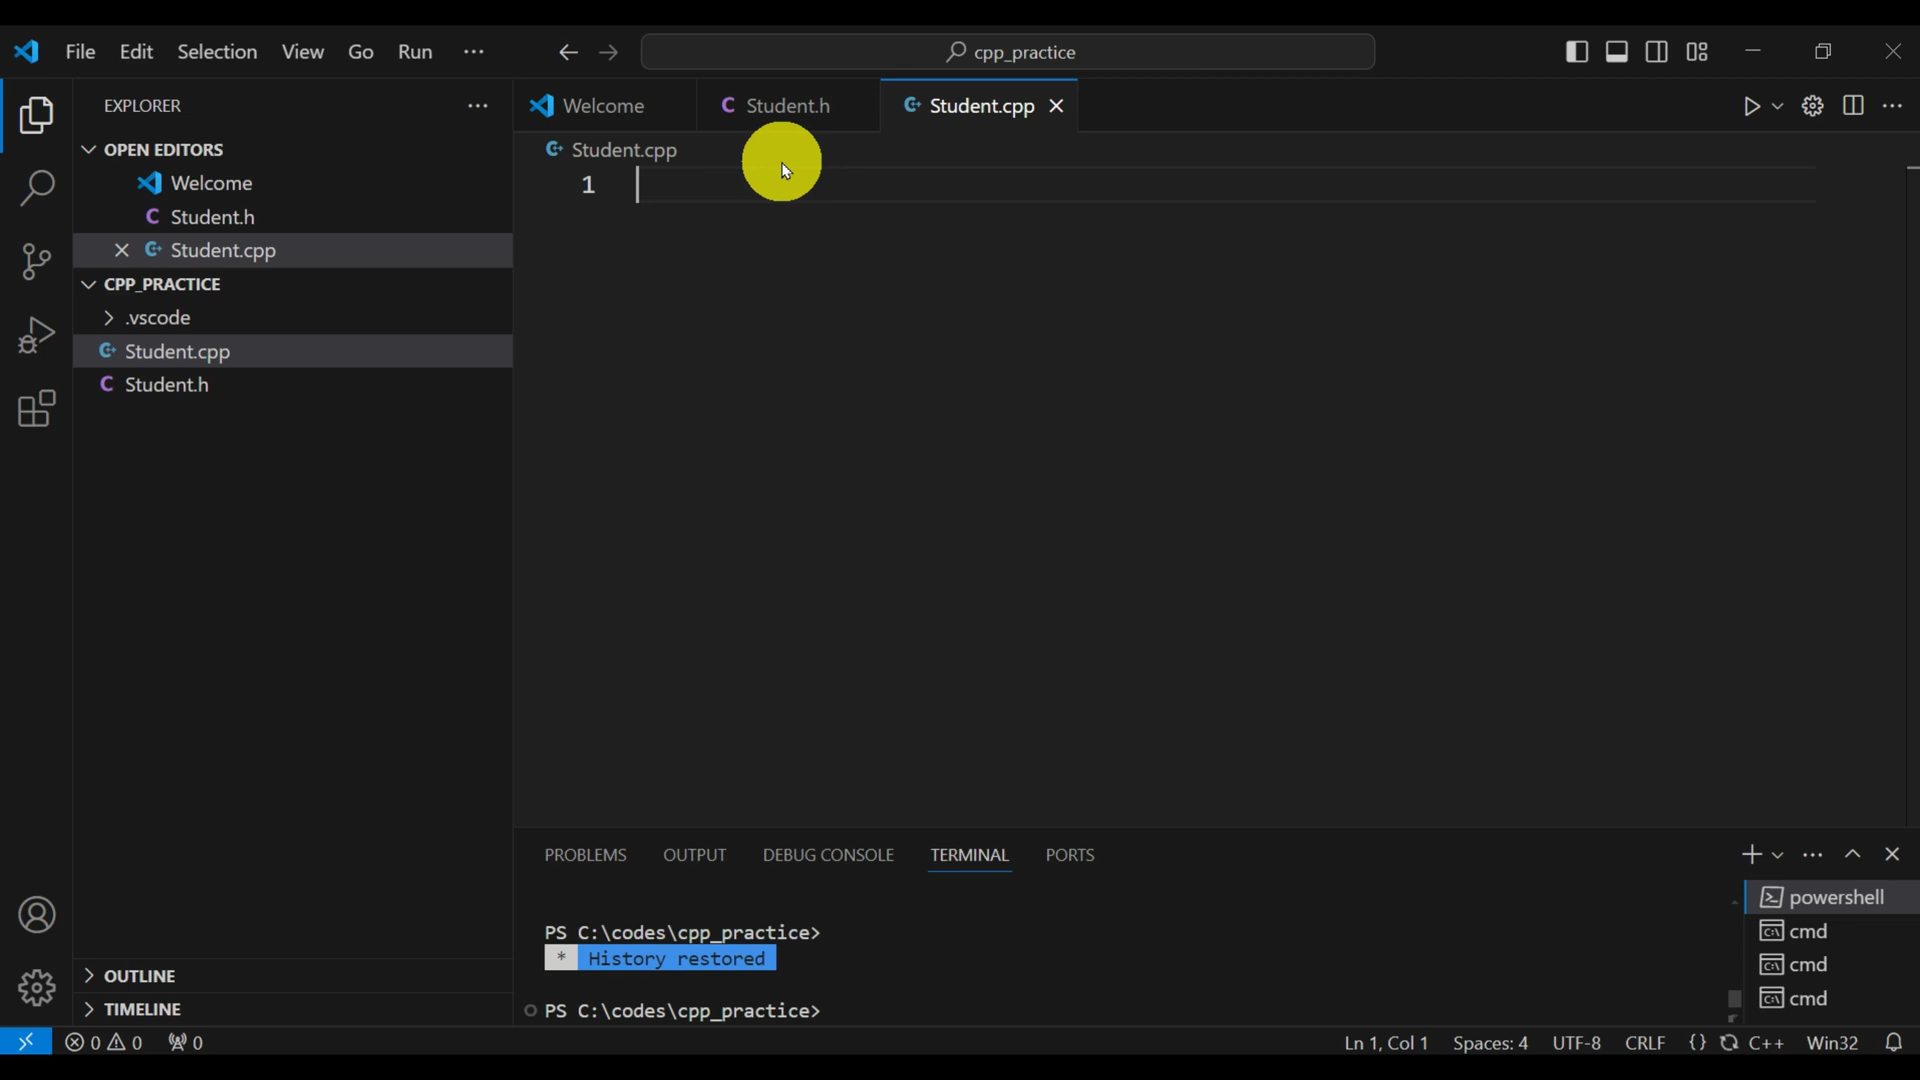 File Edit Selection View Go Run ···
cpp_practice
EXPLORER ···
Welcome Student.h Student.cpp
OPEN EDITORS
Welcome
Student.h
Student.cpp
CPP_PRACTICE
.vscode
Student.cpp
Student.h
OUTLINE
TIMELINE
Student.cpp
1
PROBLEMS OUTPUT DEBUG CONSOLE TERMINAL PORTS
PS C:\codes\cpp_practice>
* History restored
PS C:\codes\cpp_practice>
powershell
cmd
cmd
cmd
0 0 0
Ln 1, Col 1 Spaces: 4 UTF-8 CRLF {} C++ Win32